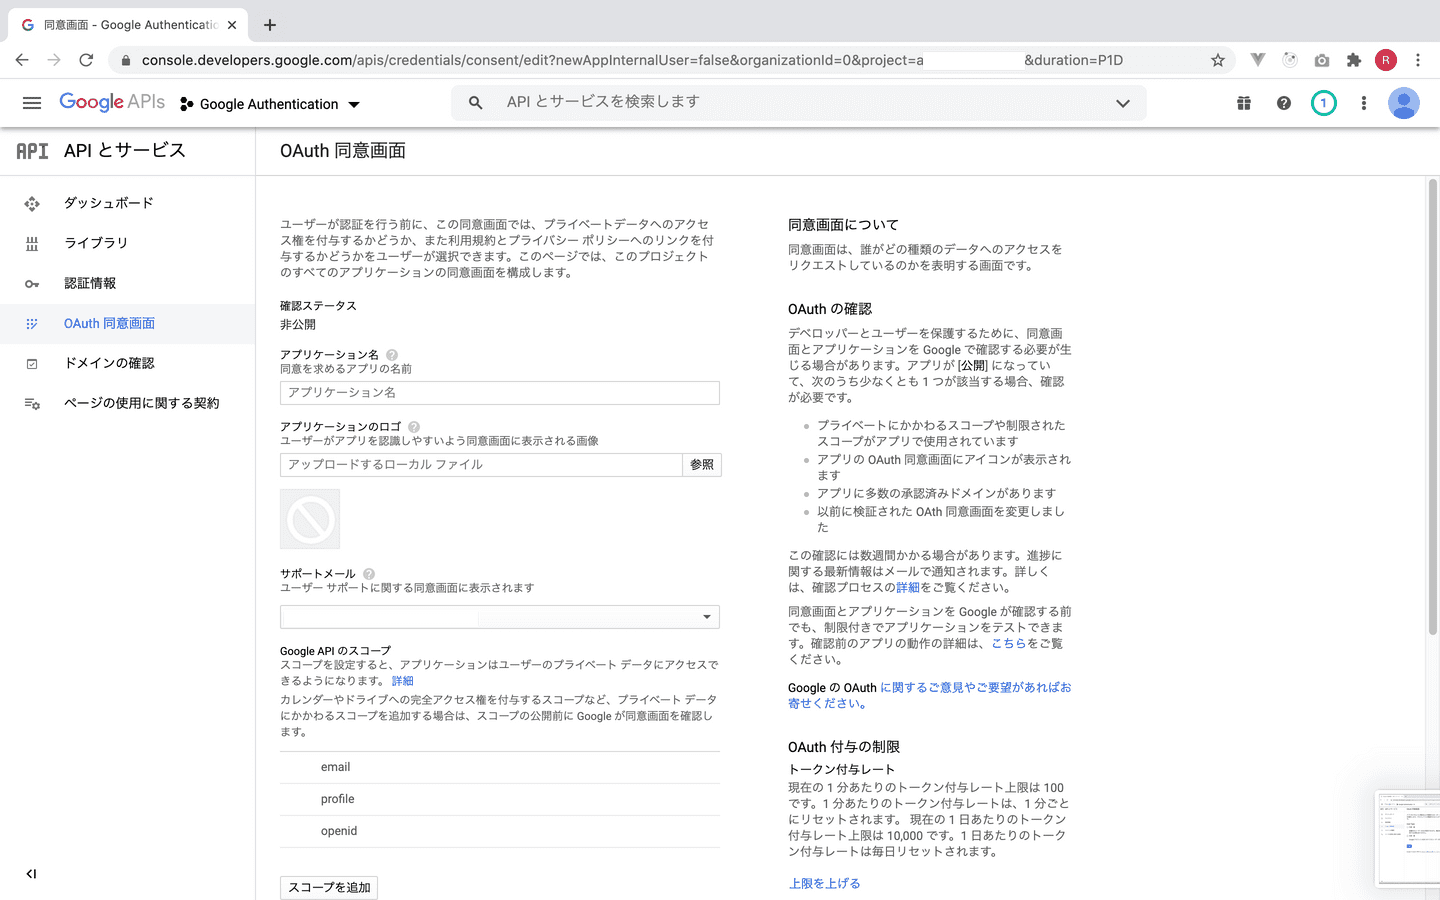 同意画面 - Google Authenticatio
console.developers.google.com/apis/credentials/consent/edit?newAppInternalUser=false&organizationId=0&project=a &duration=P1D
R
Google APIs
Google Authentication
API とサービスを検索します
1
API API とサービス
OAuth 同意画面
ダッシュボード
ライブラリ
認証情報
OAuth 同意画面
ドメインの確認
ページの使用に関する契約
ユーザーが認証を行う前に、この同意画面では、プライベートデータへのアクセ
ス権を付与するかどうか、また利用規約とプライバシー ポリシーへのリンクを付
与するかどうかをユーザーが選択できます。このページでは、このプロジェクト
のすべてのアプリケーションの同意画面を構成します。
確認ステータス
非公開
アプリケーション名
同意を求めるアプリの名前
アプリケーション名
アプリケーションのロゴ
ユーザーがアプリを認識しやすいよう同意画面に表示される画像
アップロードするローカル ファイル
参照
サポートメール
ユーザー サポートに関する同意画面に表示されます
Google API のスコープ
スコープを設定すると、アプリケーションはユーザーのプライベート データにアクセスで
きるようになります。 詳細
カレンダーやドライブへの完全アクセス権を付与するスコープなど、プライベート データ
にかかわるスコープを追加する場合は、スコープの公開前に Google が同意画面を確認し
ます。
email
profile
openid
スコープを追加
同意画面について
同意画面は、誰がどの種類のデータへのアクセスを
リクエストしているのかを表明する画面です。
OAuth の確認
デベロッパーとユーザーを保護するために、同意画
面とアプリケーションを Google で確認する必要が生
じる場合があります。アプリが [公開] になってい
て、次のうち少なくとも 1 つが該当する場合、確認
が必要です。
プライベートにかかわるスコープや制限された
スコープがアプリで使用されています
アプリの OAuth 同意画面にアイコンが表示され
ます
アプリに多数の承認済みドメインがあります
以前に検証された OAth 同意画面を変更しまし
た
この確認には数週間かかる場合があります。進捗に
関する最新情報はメールで通知されます。詳しく
は、確認プロセスの詳細をご覧ください。
同意画面とアプリケーションを Google が確認する前
でも、制限付きでアプリケーションをテストできま
す。確認前のアプリの動作の詳細は、こちらをご覧
ください。
Google の OAuth に関するご意見やご要望があればお
寄せください。
OAuth 付与の制限
トークン付与レート
現在の 1 分あたりのトークン付与レート上限は 100
です。1 分あたりのトークン付与レートは、1 分ごと
にリセットされます。 現在の 1 日あたりのトークン
付与レート上限は 10,000 です。1 日あたりのトーク
ン付与レートは毎日リセットされます。
上限を上げる